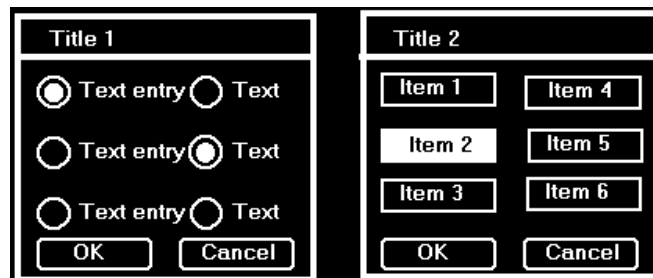 Title 1
Text entry Text
Text entry Text
Text entry Text
OK Cancel
Title 2
Item 1 Item 4
Item 2 Item 5
Item 3 Item 6
OK Cancel